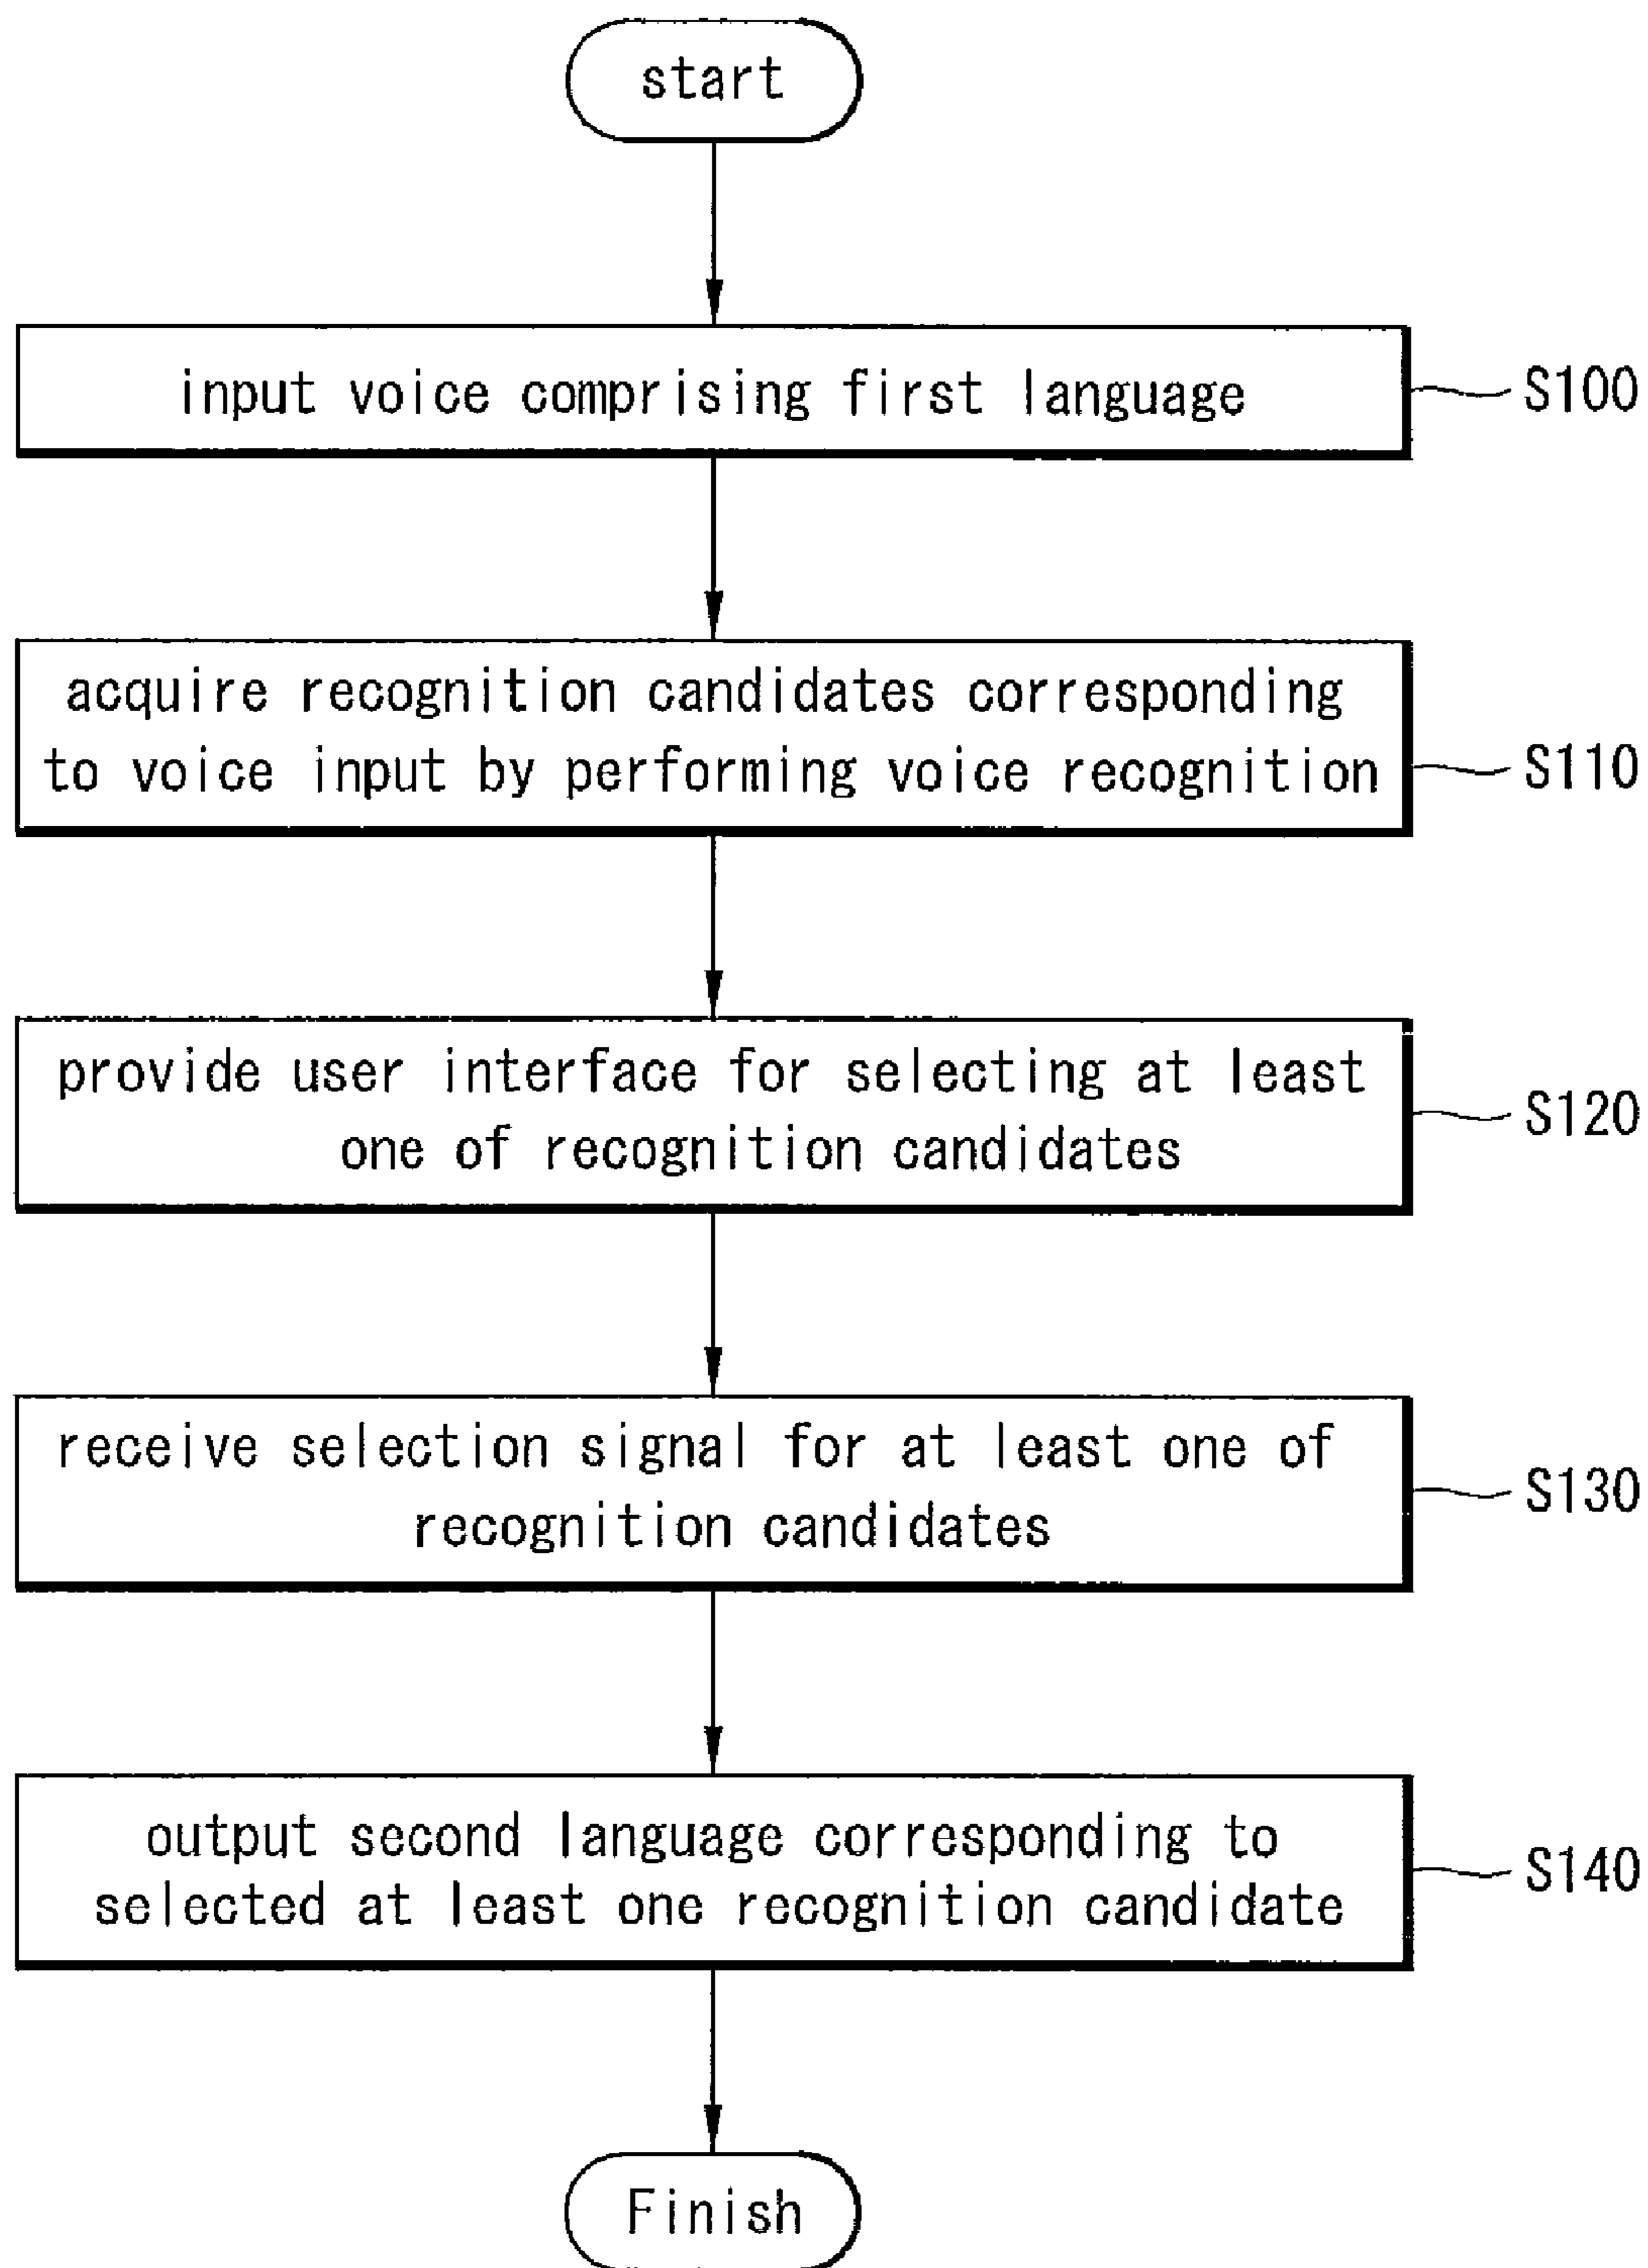 start
input voice comprising first language
S100
acquire recognition candidates corresponding
to voice input by performing voice recognition
S110
provide user interface for selecting at least
one of recognition candidates
S120
receive selection signal for at least one of
recognition candidates
S130
output second language corresponding to
selected at least one recognition candidate
S140
Finish